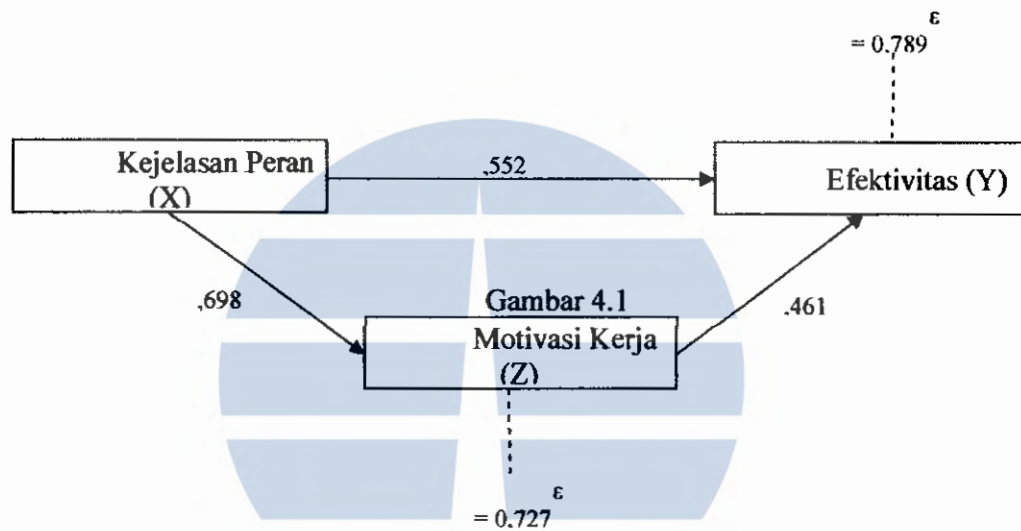 ε
= 0,789
Kejelasan Peran
(X)
,552
Efektivitas (Y)
,698
Gambar 4.1
,461
Motivasi Kerja
(Z)
ε
= 0,727